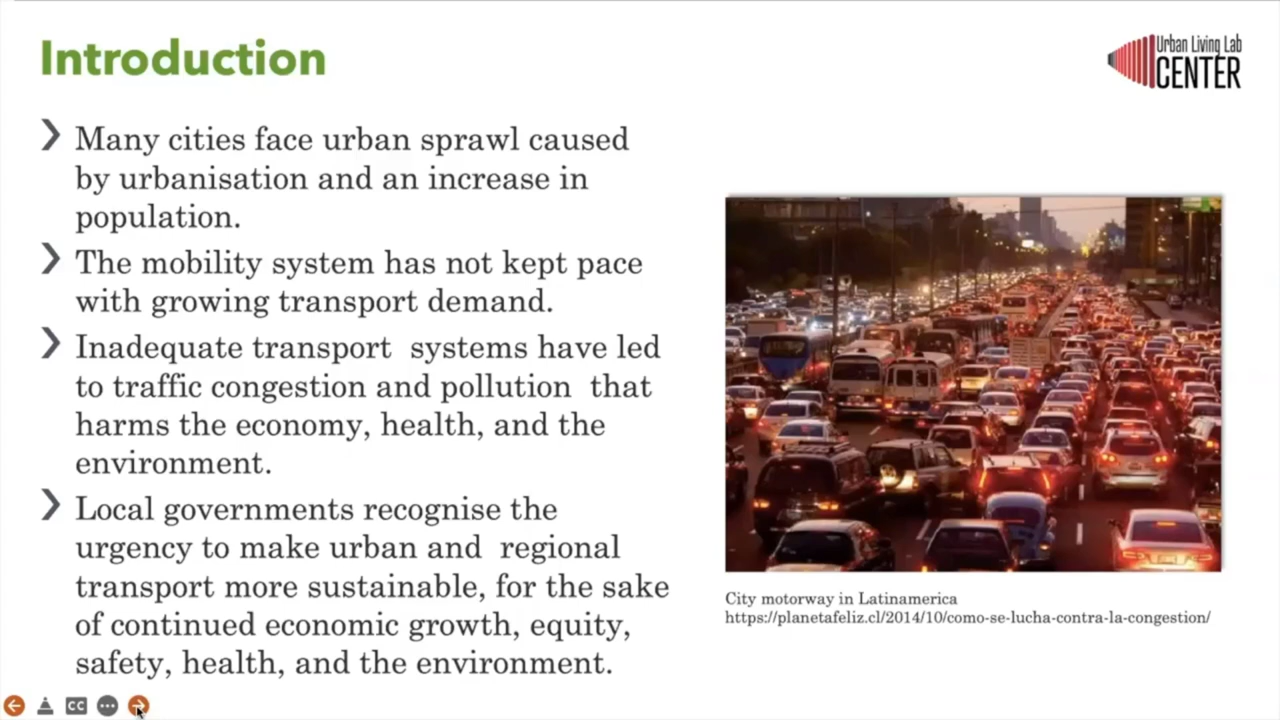 Introduction
Urban Living Lab
CENTER
Many cities face urban sprawl caused
by urbanisation and an increase in
population.
The mobility system has not kept pace
with growing transport demand.
Inadequate transport  systems have led
to traffic congestion and pollution  that
harms the economy, health, and the
environment.
Local governments recognise the
urgency to make urban and  regional
transport more sustainable, for the sake
of continued economic growth, equity,
safety, health, and the environment.
City motorway in Latinamerica
https://planetafeliz.cl/2014/10/como-se-lucha-contra-la-congestion/
CC